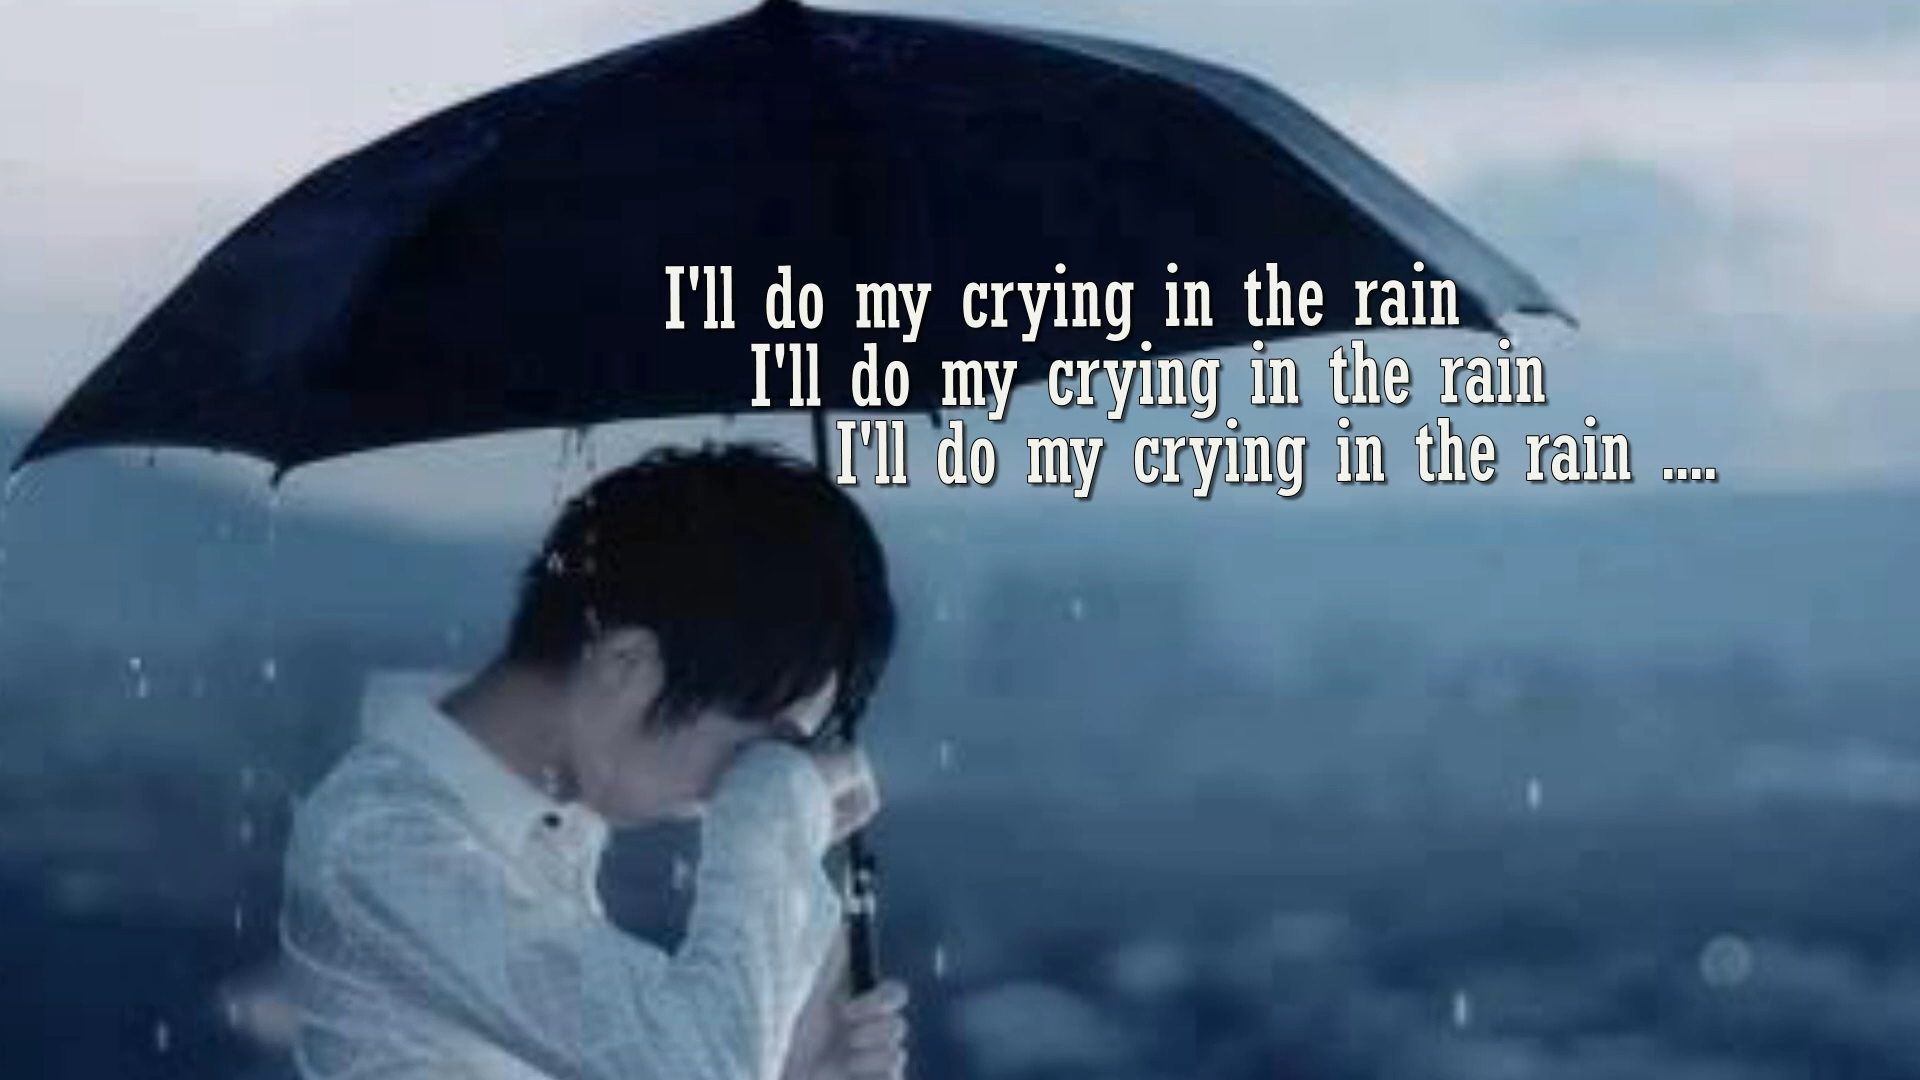 I'll do my crying in the rain
I'll do my crying in the rain
I'll do my crying in the rain ....